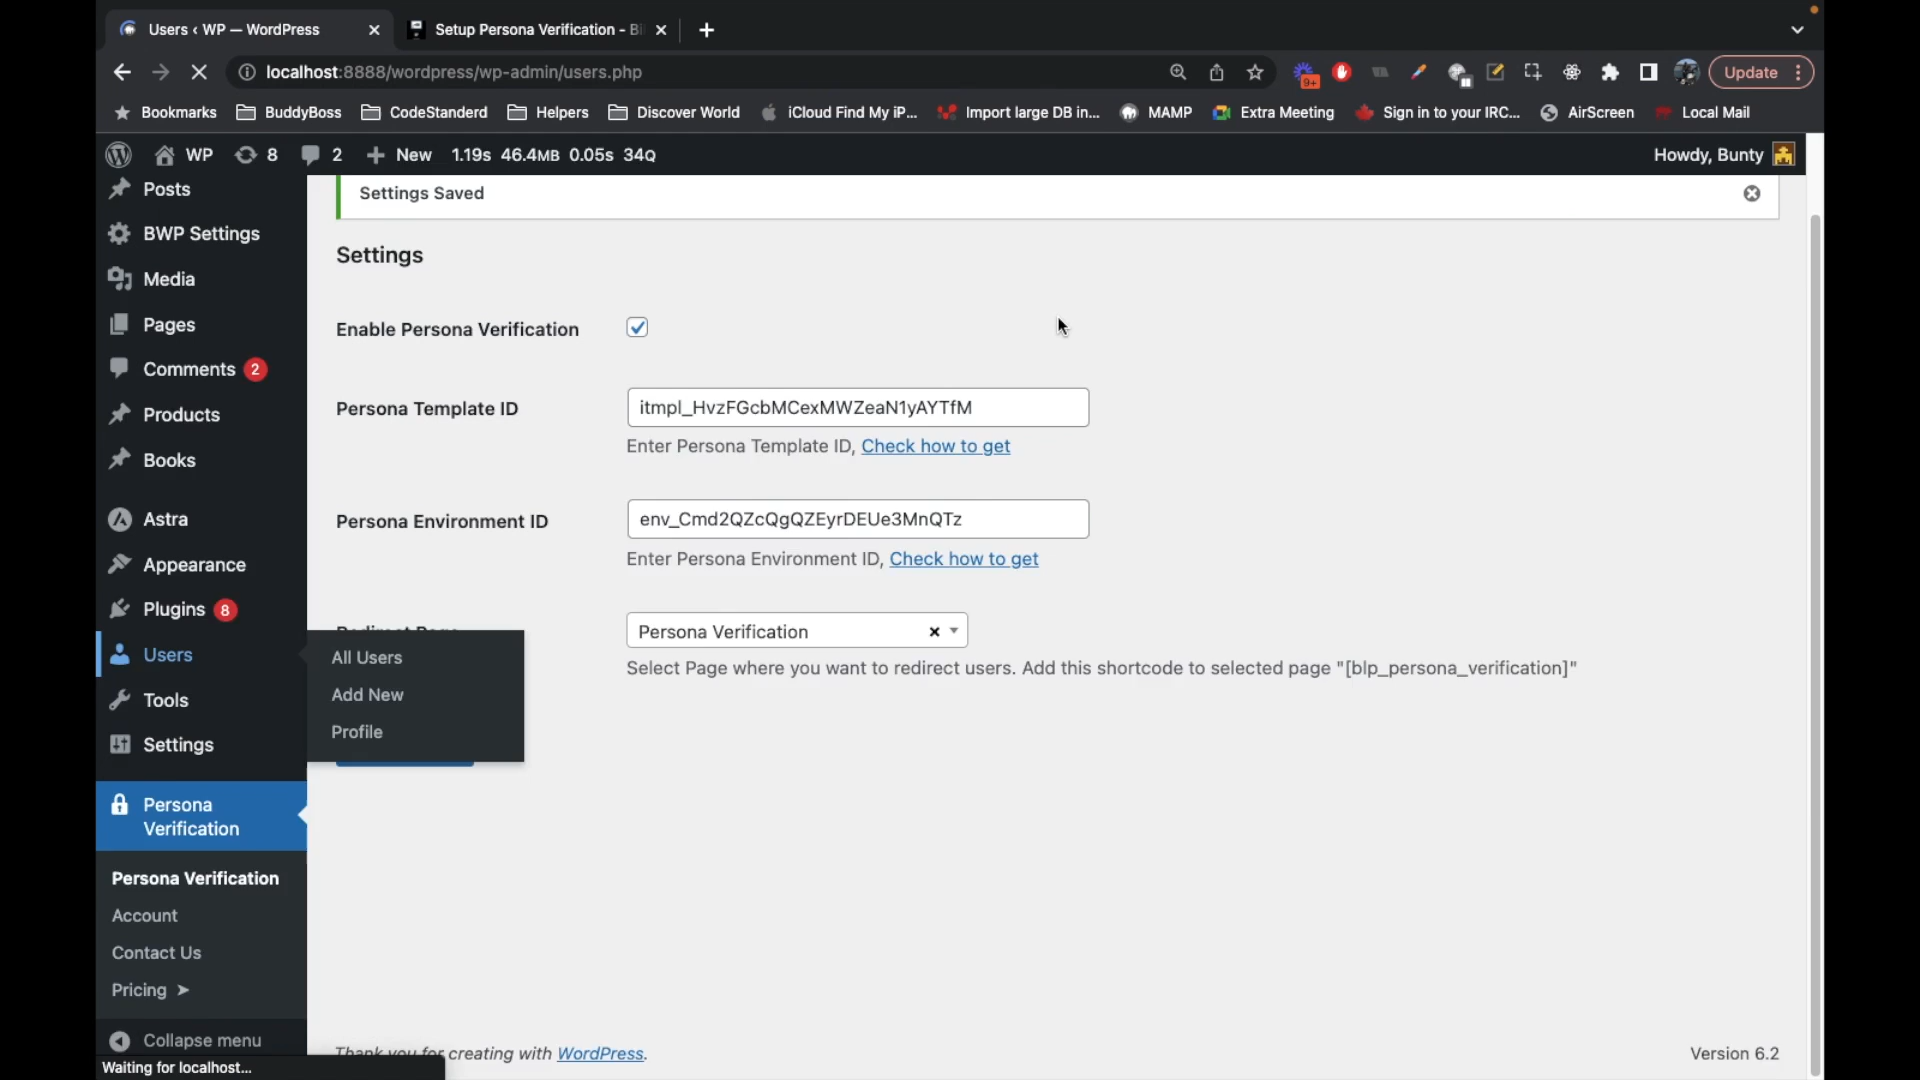 Users ‹ WP — WordPress
Setup Persona Verification - Bl
localhost:8888/wordpress/wp-admin/users.php
9+
Update
Bookmarks
BuddyBoss
CodeStanderd
Helpers
Discover World
iCloud Find My iP...
Import large DB in...
MAMP
Extra Meeting
Sign in to your IRC...
AirScreen
Local Mail
WP
8
2
New
1.19s 46.4MB 0.05s 34Q
Howdy, Bunty
Posts
BWP Settings
Media
Pages
Comments 2
Products
Books
Astra
Appearance
Plugins 8
Users
Tools
Settings
Persona
Verification
Persona Verification
Account
Contact Us
Pricing ➤
Collapse menu
Waiting for localhost...
All Users
Add New
Profile
Settings Saved
Settings
Enable Persona Verification
Persona Template ID
itmpl_HvzFGcbMCexMWZeaN1yAYTfM
Enter Persona Template ID, Check how to get
Persona Environment ID
env_Cmd2QZcQgQZEyrDEUe3MnQTz
Enter Persona Environment ID, Check how to get
Redirect Page
Persona Verification
Select Page where you want to redirect users. Add this shortcode to selected page "[blp_persona_verification]"
Thank you for creating with WordPress.
Version 6.2